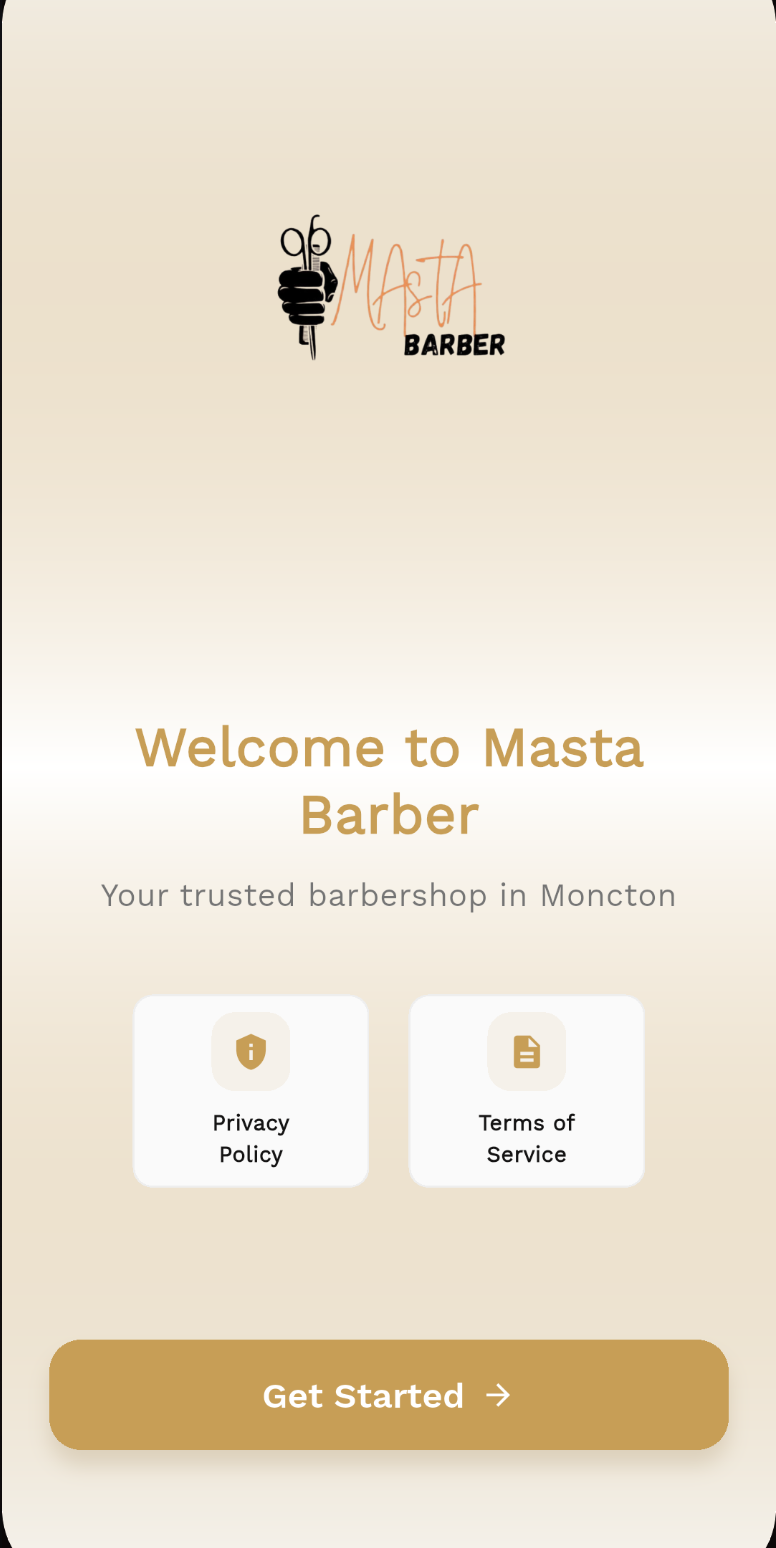 MAstA
BARBER
Welcome to Masta
Barber
Your trusted barbershop in Moncton
Privacy
Policy
Terms of
Service
Get Started →